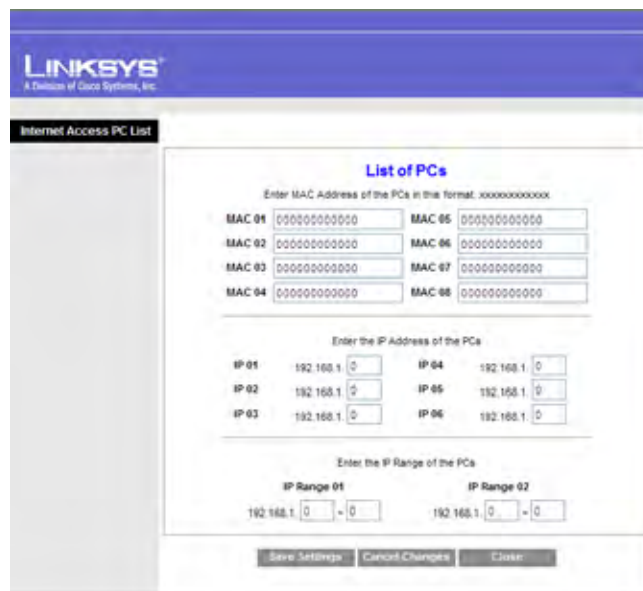 LINKSYS
A Division of Cisco Systems, Inc.
Internet Access PC List
List of PCs
Enter MAC Address of the PCs in this format: xxxxxxxxxxxx
MAC 01 000000000000 MAC 05 000000000000
MAC 02 000000000000 MAC 06 000000000000
MAC 03 000000000000 MAC 07 000000000000
MAC 04 000000000000 MAC 08 000000000000
Enter the IP Address of the PCs
IP 01 192.168.1. 0 IP 04 192.168.1. 0
IP 02 192.168.1. 0 IP 05 192.168.1. 0
IP 03 192.168.1. 0 IP 06 192.168.1. 0
Enter the IP Range of the PCs
IP Range 01 IP Range 02
192.168.1. 0 ~ 0 192.168.1. 0 ~ 0
Save Settings Cancel Changes Close